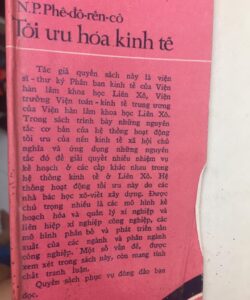 N.P.Phê-đô-rên-cô
Tối ưu hóa kinh tế
Tác giả quyển sách này là viện
sĩ - thư ký Phân ban kinh tế của Viện
hàn lâm khoa học Liên Xô, Viện
trưởng Viện toán - kinh tế trung ương
của Viện hàn lâm khoa học Liên Xô.
Trong sách trình bày những nguyên
tắc cơ bản của hệ thống hoạt động
tối ưu của nền kinh tế xã hội chủ
nghĩa và ứng dụng những nguyên
tắc đó để giải quyết nhiều nhiệm vụ
kế hoạch ở các cấp khác nhau trong
hệ thống kinh tế ở Liên Xô. Hệ
thống hoạt động tối ưu này do các
nhà bác học xô-viết xây dựng. Được
chú trọng nhiều là các mô hình kế
hoạch hóa và quản lý xí nghiệp và
liên hiệp xí nghiệp công nghiệp, các
mô hình phân bố và phát triển sản
xuất của các ngành và phân ngành
kinh tế. Một số vấn đề, được
xem xét trong sách này, còn mang tính
chất tranh luận.
Quyển sách phục vụ đông đảo bạn
đọc.